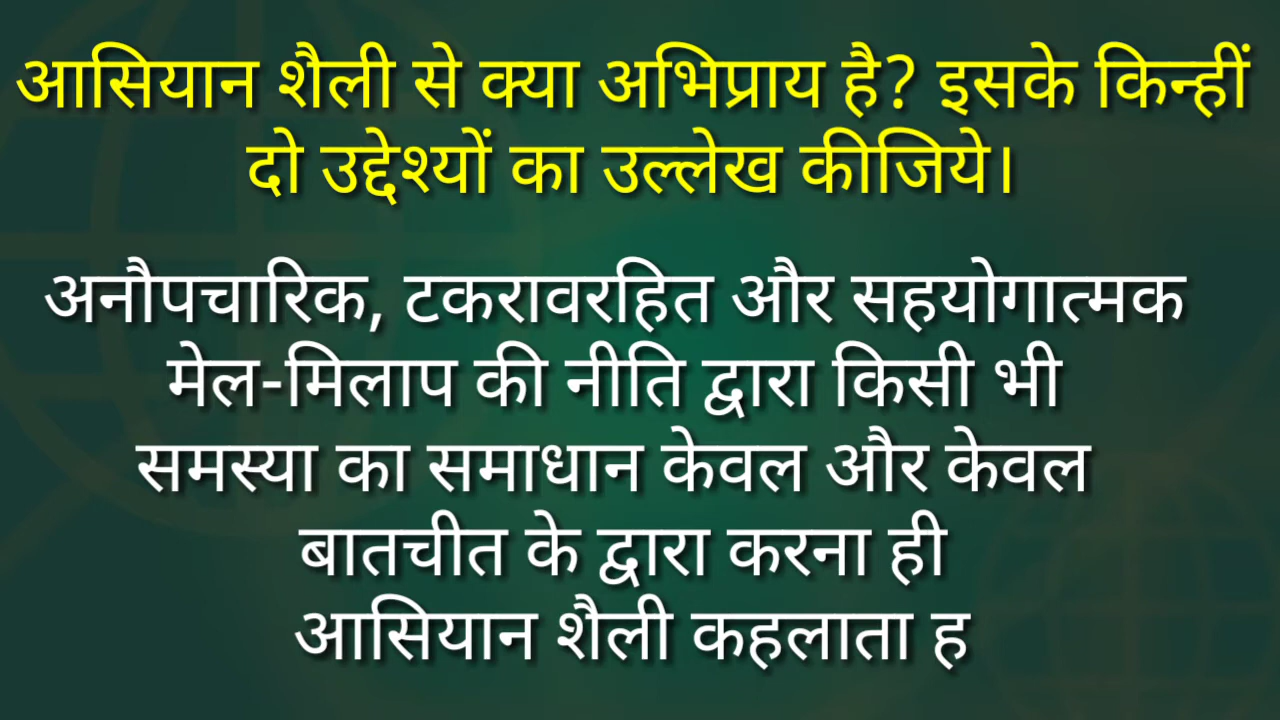 आसियान शैली से क्या अभिप्राय है? इसके किन्हीं
दो उद्देश्यों का उल्लेख कीजिये।
अनौपचारिक, टकरावरहित और सहयोगात्मक
मेल-मिलाप की नीति द्वारा किसी भी
समस्या का समाधान केवल और केवल
बातचीत के द्वारा करना ही
आसियान शैली कहलाता ह